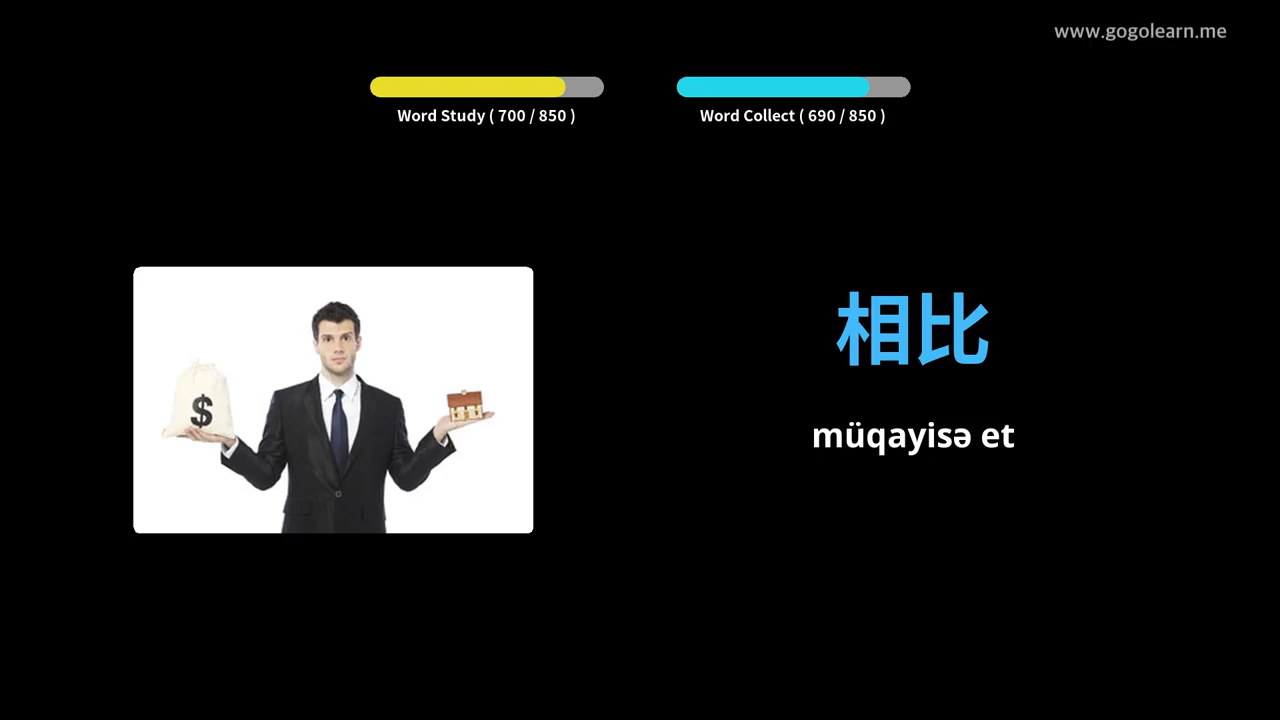 www.gogolearn.me
Word Study ( 700 / 850 )
Word Collect ( 690 / 850 )
$
相比
müqayisə et